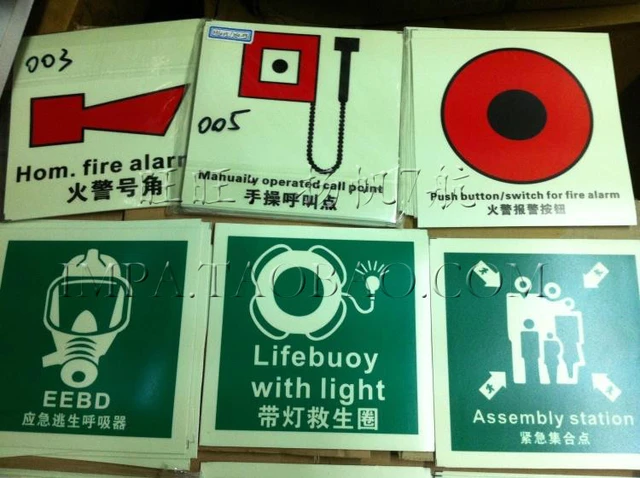 003
Hom. fire alarm
火警号角
005
Manually operated call point
手操呼叫点
Push button/switch for fire alarm
火警报警按钮
IMPA.TAOBAO.COM
EEBD
应急逃生呼吸器
Lifebuoy
with light
带灯救生圈
Assembly station
紧急集合点